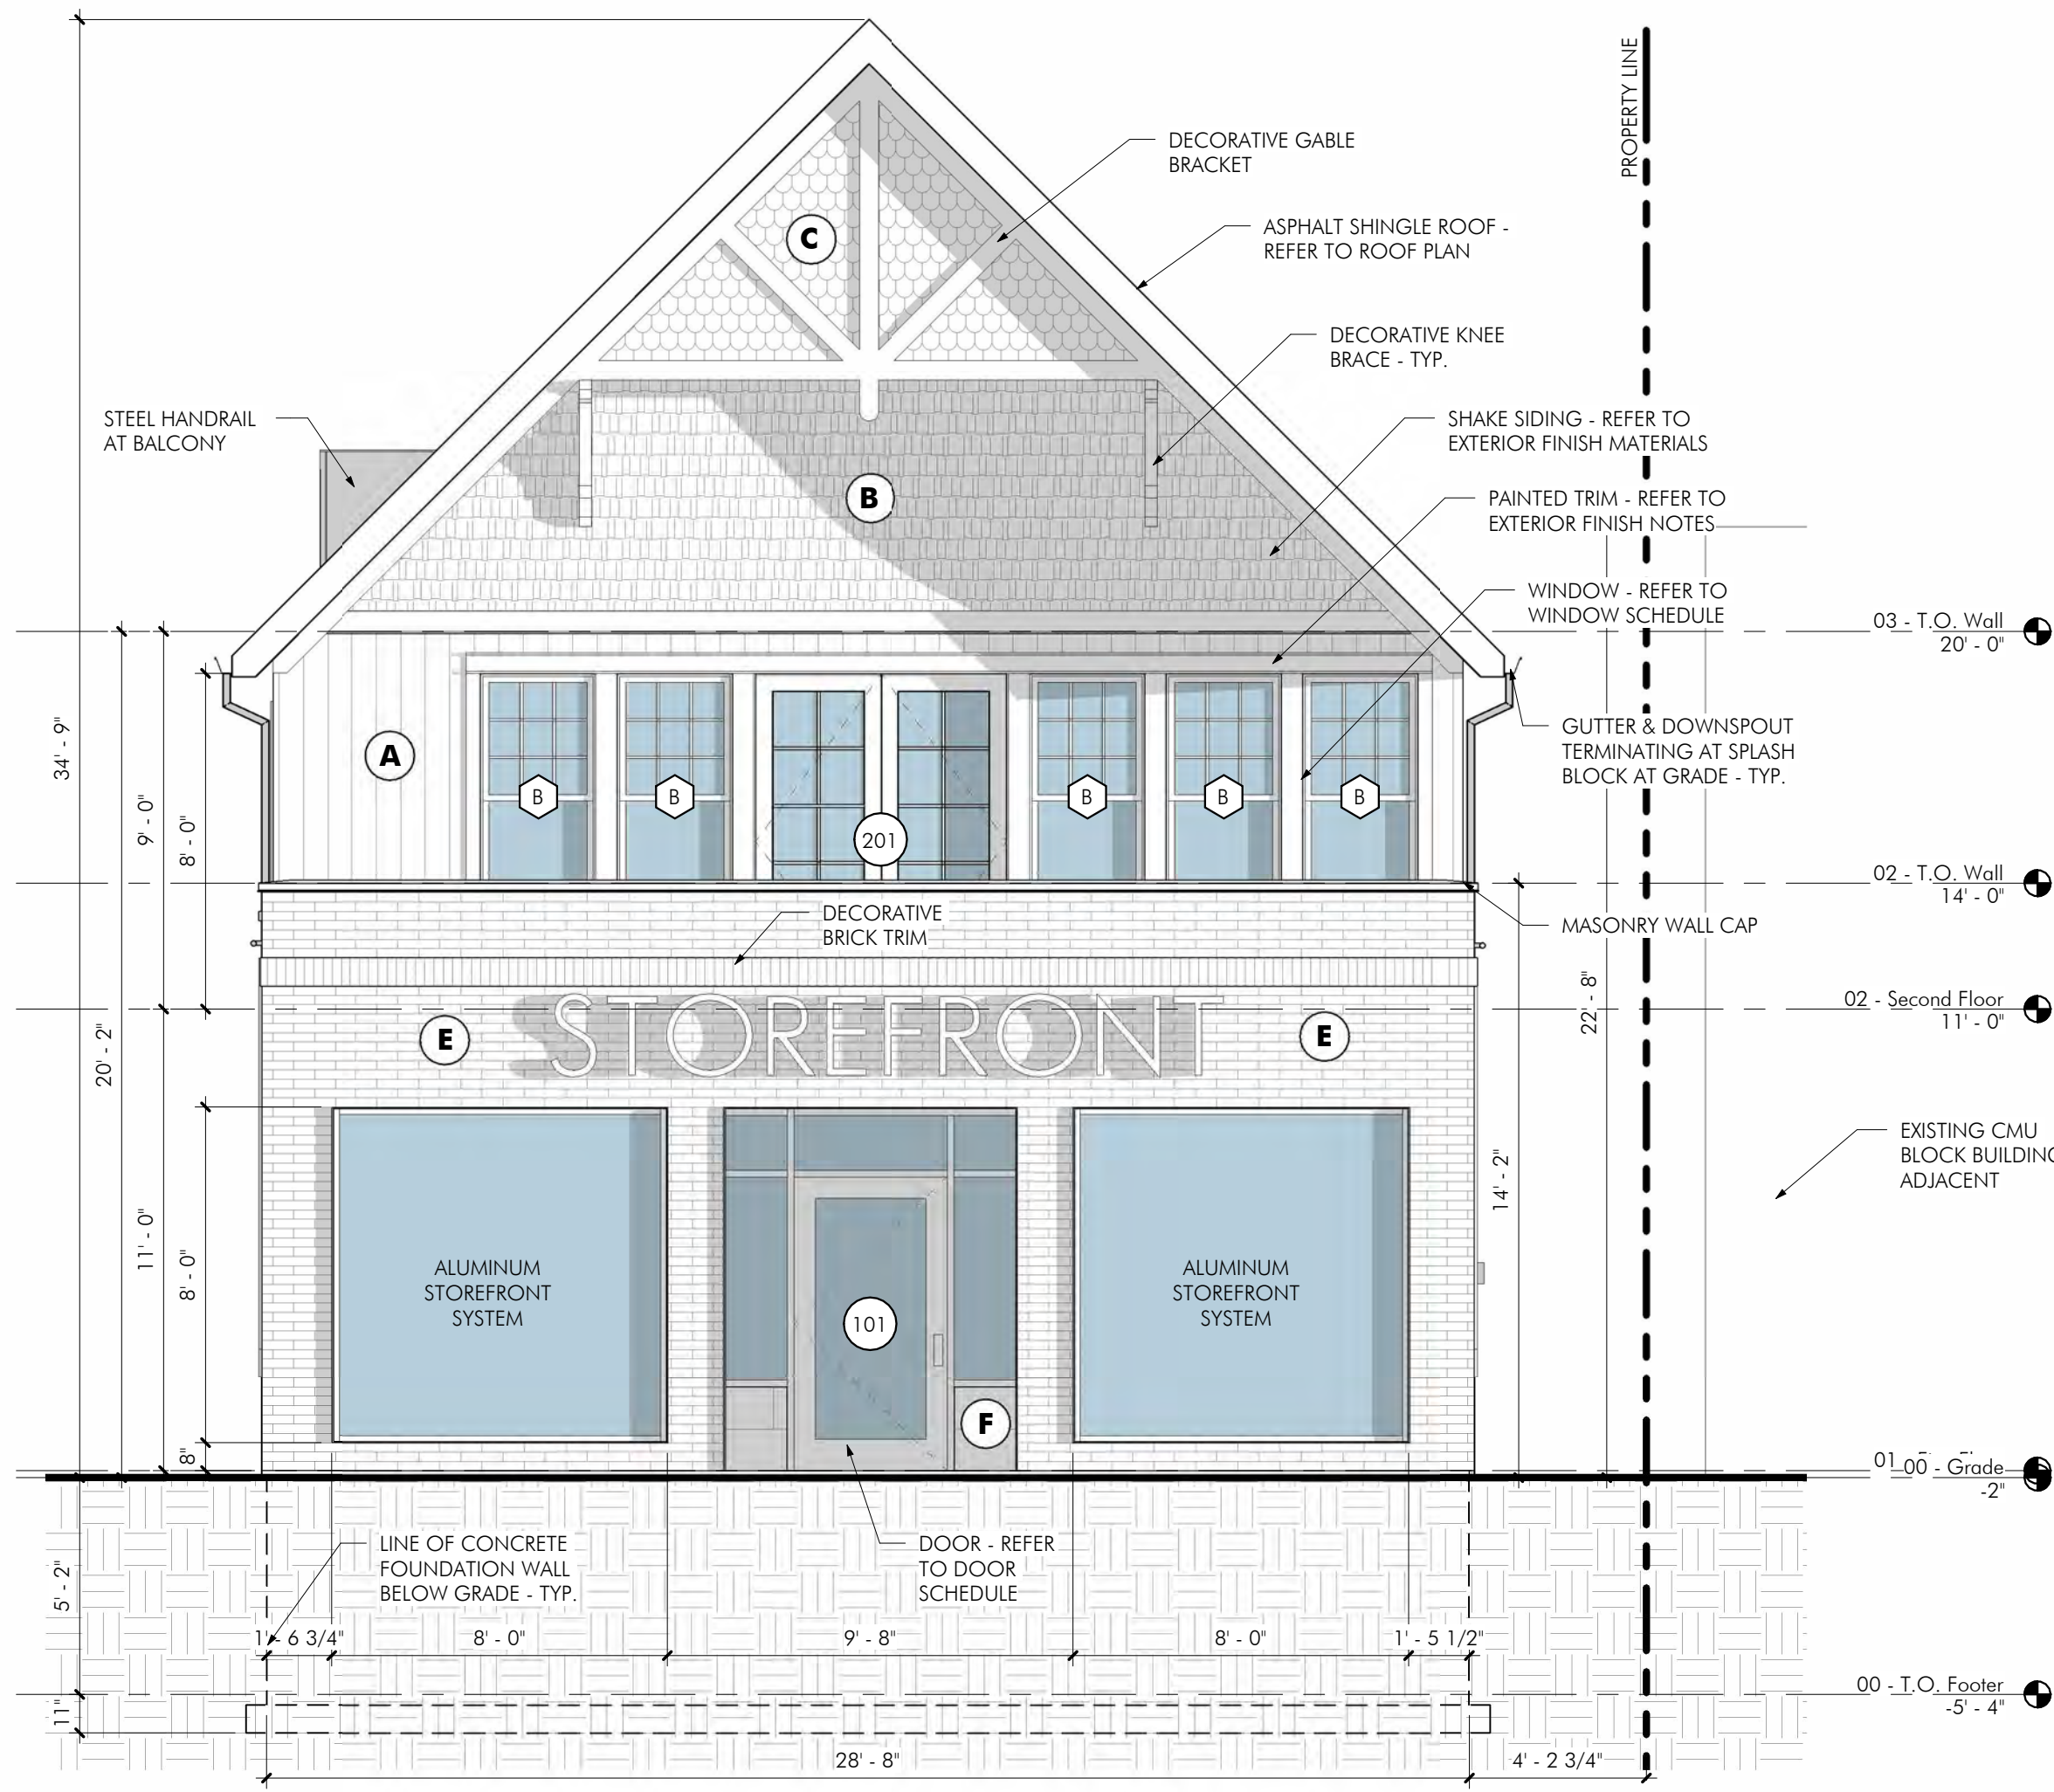 PROPERTY LINE
DECORATIVE GABLE
BRACKET
C
ASPHALT SHINGLE ROOF -
REFER TO ROOF PLAN
DECORATIVE KNEE
BRACE - TYP.
STEEL HANDRAIL
AT BALCONY
SHAKE SIDING - REFER TO
EXTERIOR FINISH MATERIALS
B
PAINTED TRIM - REFER TO
EXTERIOR FINISH NOTES
WINDOW - REFER TO
WINDOW SCHEDULE
03 - T.O. Wall
20' - 0"
34' - 9"
9' - 0"
8' - 0"
A
B
B
201
B
B
B
GUTTER & DOWNSPOUT
TERMINATING AT SPLASH
BLOCK AT GRADE - TYP.
02 - T.O. Wall
14' - 0"
DECORATIVE
BRICK TRIM
MASONRY WALL CAP
02 - Second Floor
11' - 0"
22' - 8"
20' - 2"
E
STOREFRONT
E
14' - 2"
EXISTING CMU
BLOCK BUILDING
ADJACENT
11' - 0"
8' - 0"
ALUMINUM
STOREFRONT
SYSTEM
101
ALUMINUM
STOREFRONT
SYSTEM
F
8"
01
00 - Grade
-2"
LINE OF CONCRETE
FOUNDATION WALL
BELOW GRADE - TYP.
DOOR - REFER
TO DOOR
SCHEDULE
5' - 2"
1' - 6 3/4"
8' - 0"
9' - 8"
8' - 0"
1' - 5 1/2"
00 - T.O. Footer
-5' - 4"
11"
28' - 8"
4' - 2 3/4"